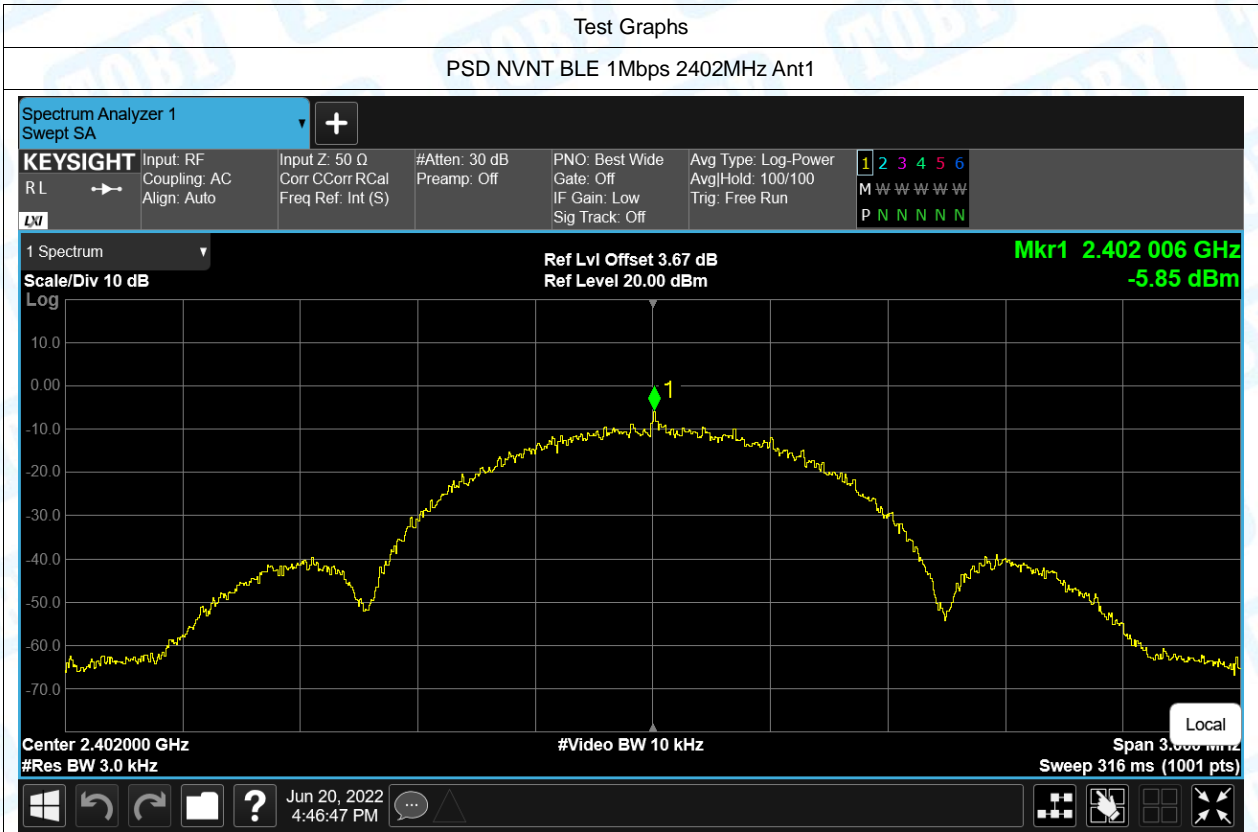 Test Graphs
PSD NVNT BLE 1Mbps 2402MHz Ant1
Spectrum Analyzer 1
Swept SA
KEYSIGHT
R L
LXI
Input: RF
Coupling: AC
Align: Auto
Input Z: 50 Ω
Corr CCorr RCal
Freq Ref: Int (S)
#Atten: 30 dB
Preamp: Off
PNO: Best Wide
Gate: Off
IF Gain: Low
Sig Track: Off
Avg Type: Log-Power
Avg|Hold: 100/100
Trig: Free Run
1 2 3 4 5 6
M W W W W W
P N N N N N
1 Spectrum
Scale/Div 10 dB
Log
Ref Lvl Offset 3.67 dB
Ref Level 20.00 dBm
Mkr1 2.402 006 GHz
-5.85 dBm
10.0
0.00
-10.0
-20.0
-30.0
-40.0
-50.0
-60.0
-70.0
1
Local
Center 2.402000 GHz
#Video BW 10 kHz
#Res BW 3.0 kHz
Sweep 316 ms (1001 pts)
Span
Jun 20, 2022
4:46:47 PM
TOBY